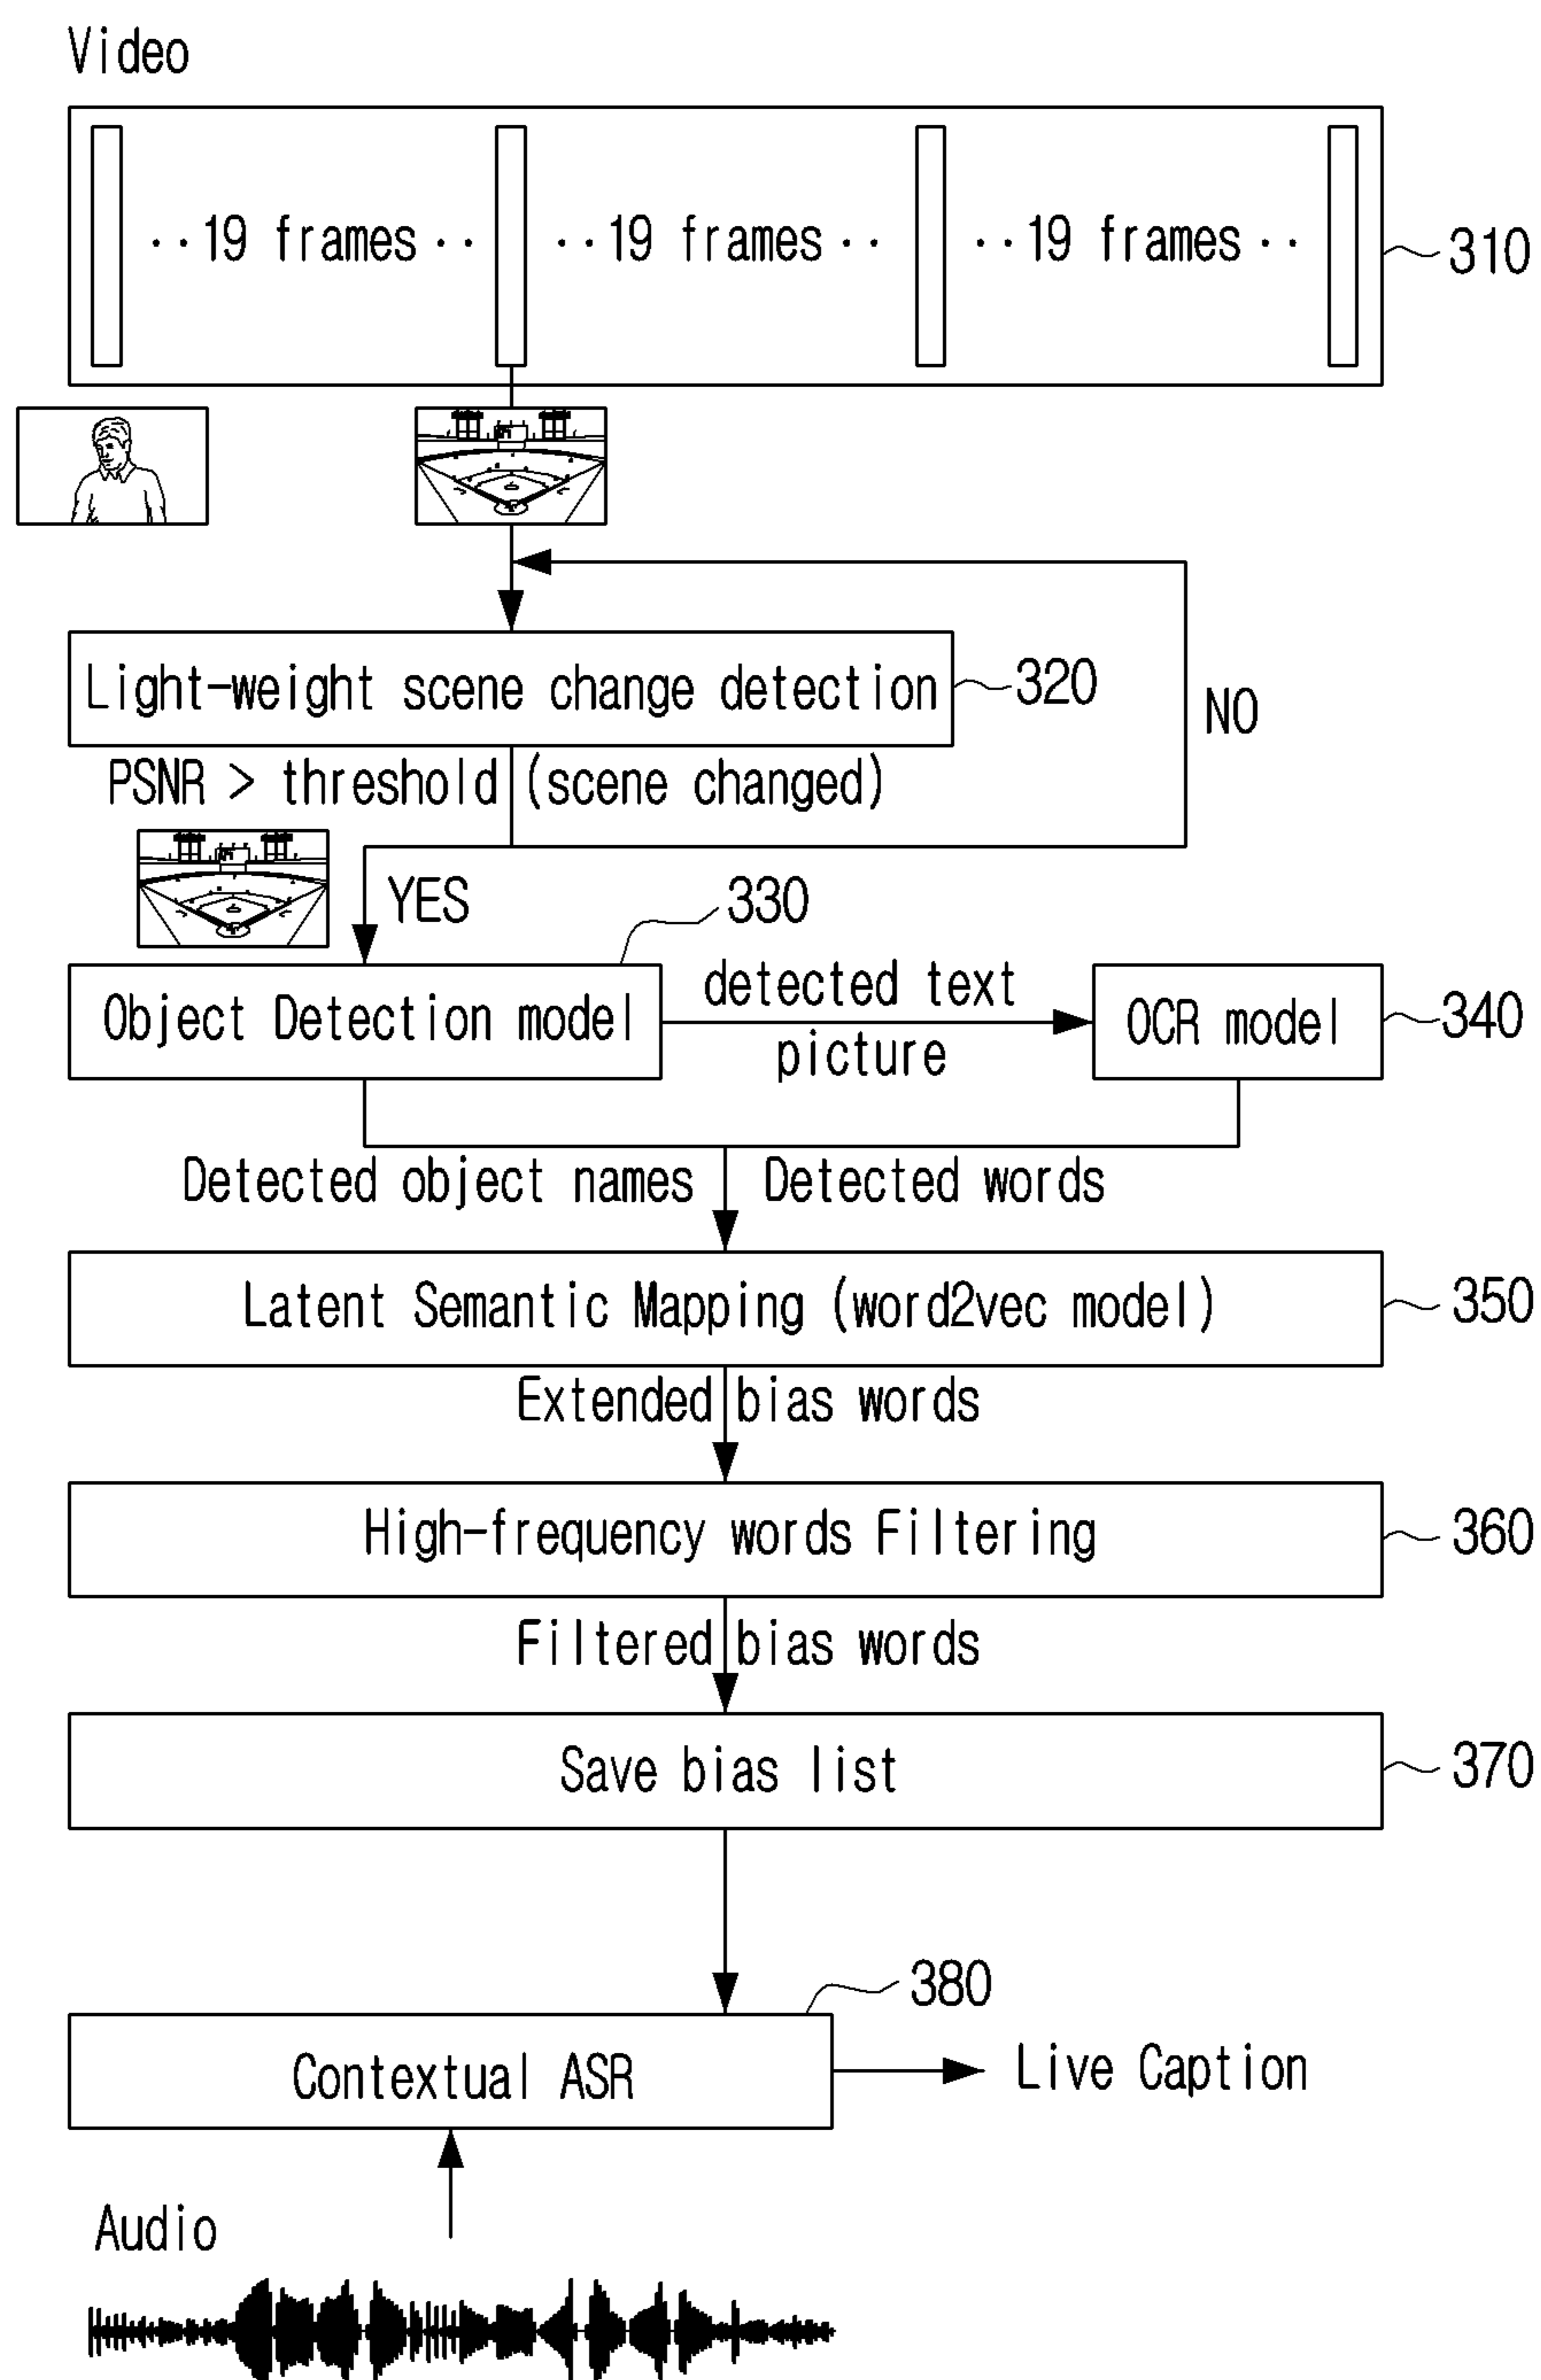 Video
··19 frames·· ··19 frames·· ··19 frames··
310
Light-weight scene change detection
320
NO
PSNR > threshold (scene changed)
YES
330
Object Detection model
detected text
picture
OCR model
340
Detected object names
Detected words
Latent Semantic Mapping (word2vec model)
350
Extended bias words
High-frequency words Filtering
360
Filtered bias words
Save bias list
370
380
Contextual ASR
Live Caption
Audio